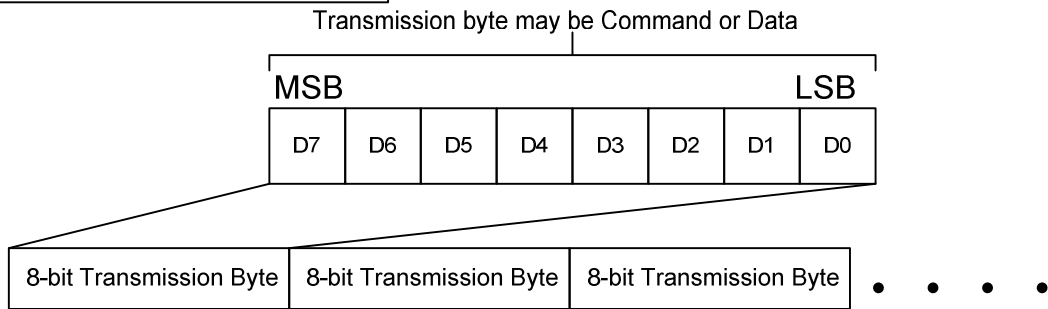 Transmission byte may be Command or Data
MSB LSB
D7 D6 D5 D4 D3 D2 D1 D0
8-bit Transmission Byte 8-bit Transmission Byte 8-bit Transmission Byte